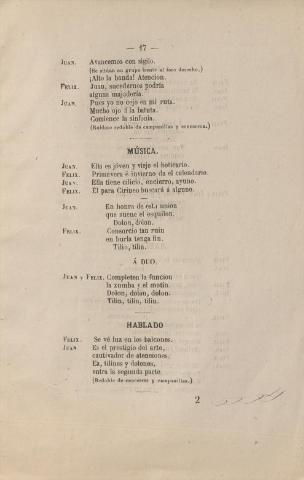 — 17 —
JUAN. Avancemos con sigilo.
(Se sitúan en grupo frente al foco derecho.)
¡Alto la banda! Atencion.
FELIX. Juan, sucedernos podria
alguna majadería.
JUAN. Pues yo no cejo en mi ruta.
Mucho ojo á la batuta.
Comience la sinfonía.
(Ruidoso redoble de campanillas y cencerros.)
MÚSICA.
JUAN. Ella es jóven y viejo el boticario.
FELIX. Primavera é invierno da el calendario.
JUAN. Ella tiene cilicio, encierro, ayuno.
FELIX. El para Cirineo buscará á alguno.
JUAN. En honra de esta union
que suene el esquilon.
Dolon, dolon.
FELIX. Consorcio tan ruin
en burla tenga fin.
Tilin, tilin.
Á DUO.
JUAN y FELIX. Completen la funcion
la zomba y el motin.
Dolon, dolon, dolon.
Tilin, tilin, tilin.
HABLADO
FELIX. Se vé luz en los balcones.
JUAN Es el prestigio del arte,
cautivador de atenciones.
Ea, tilines y dolones,
entra la segunda parte.
(Redoble de cencerros y campanillas.)
2